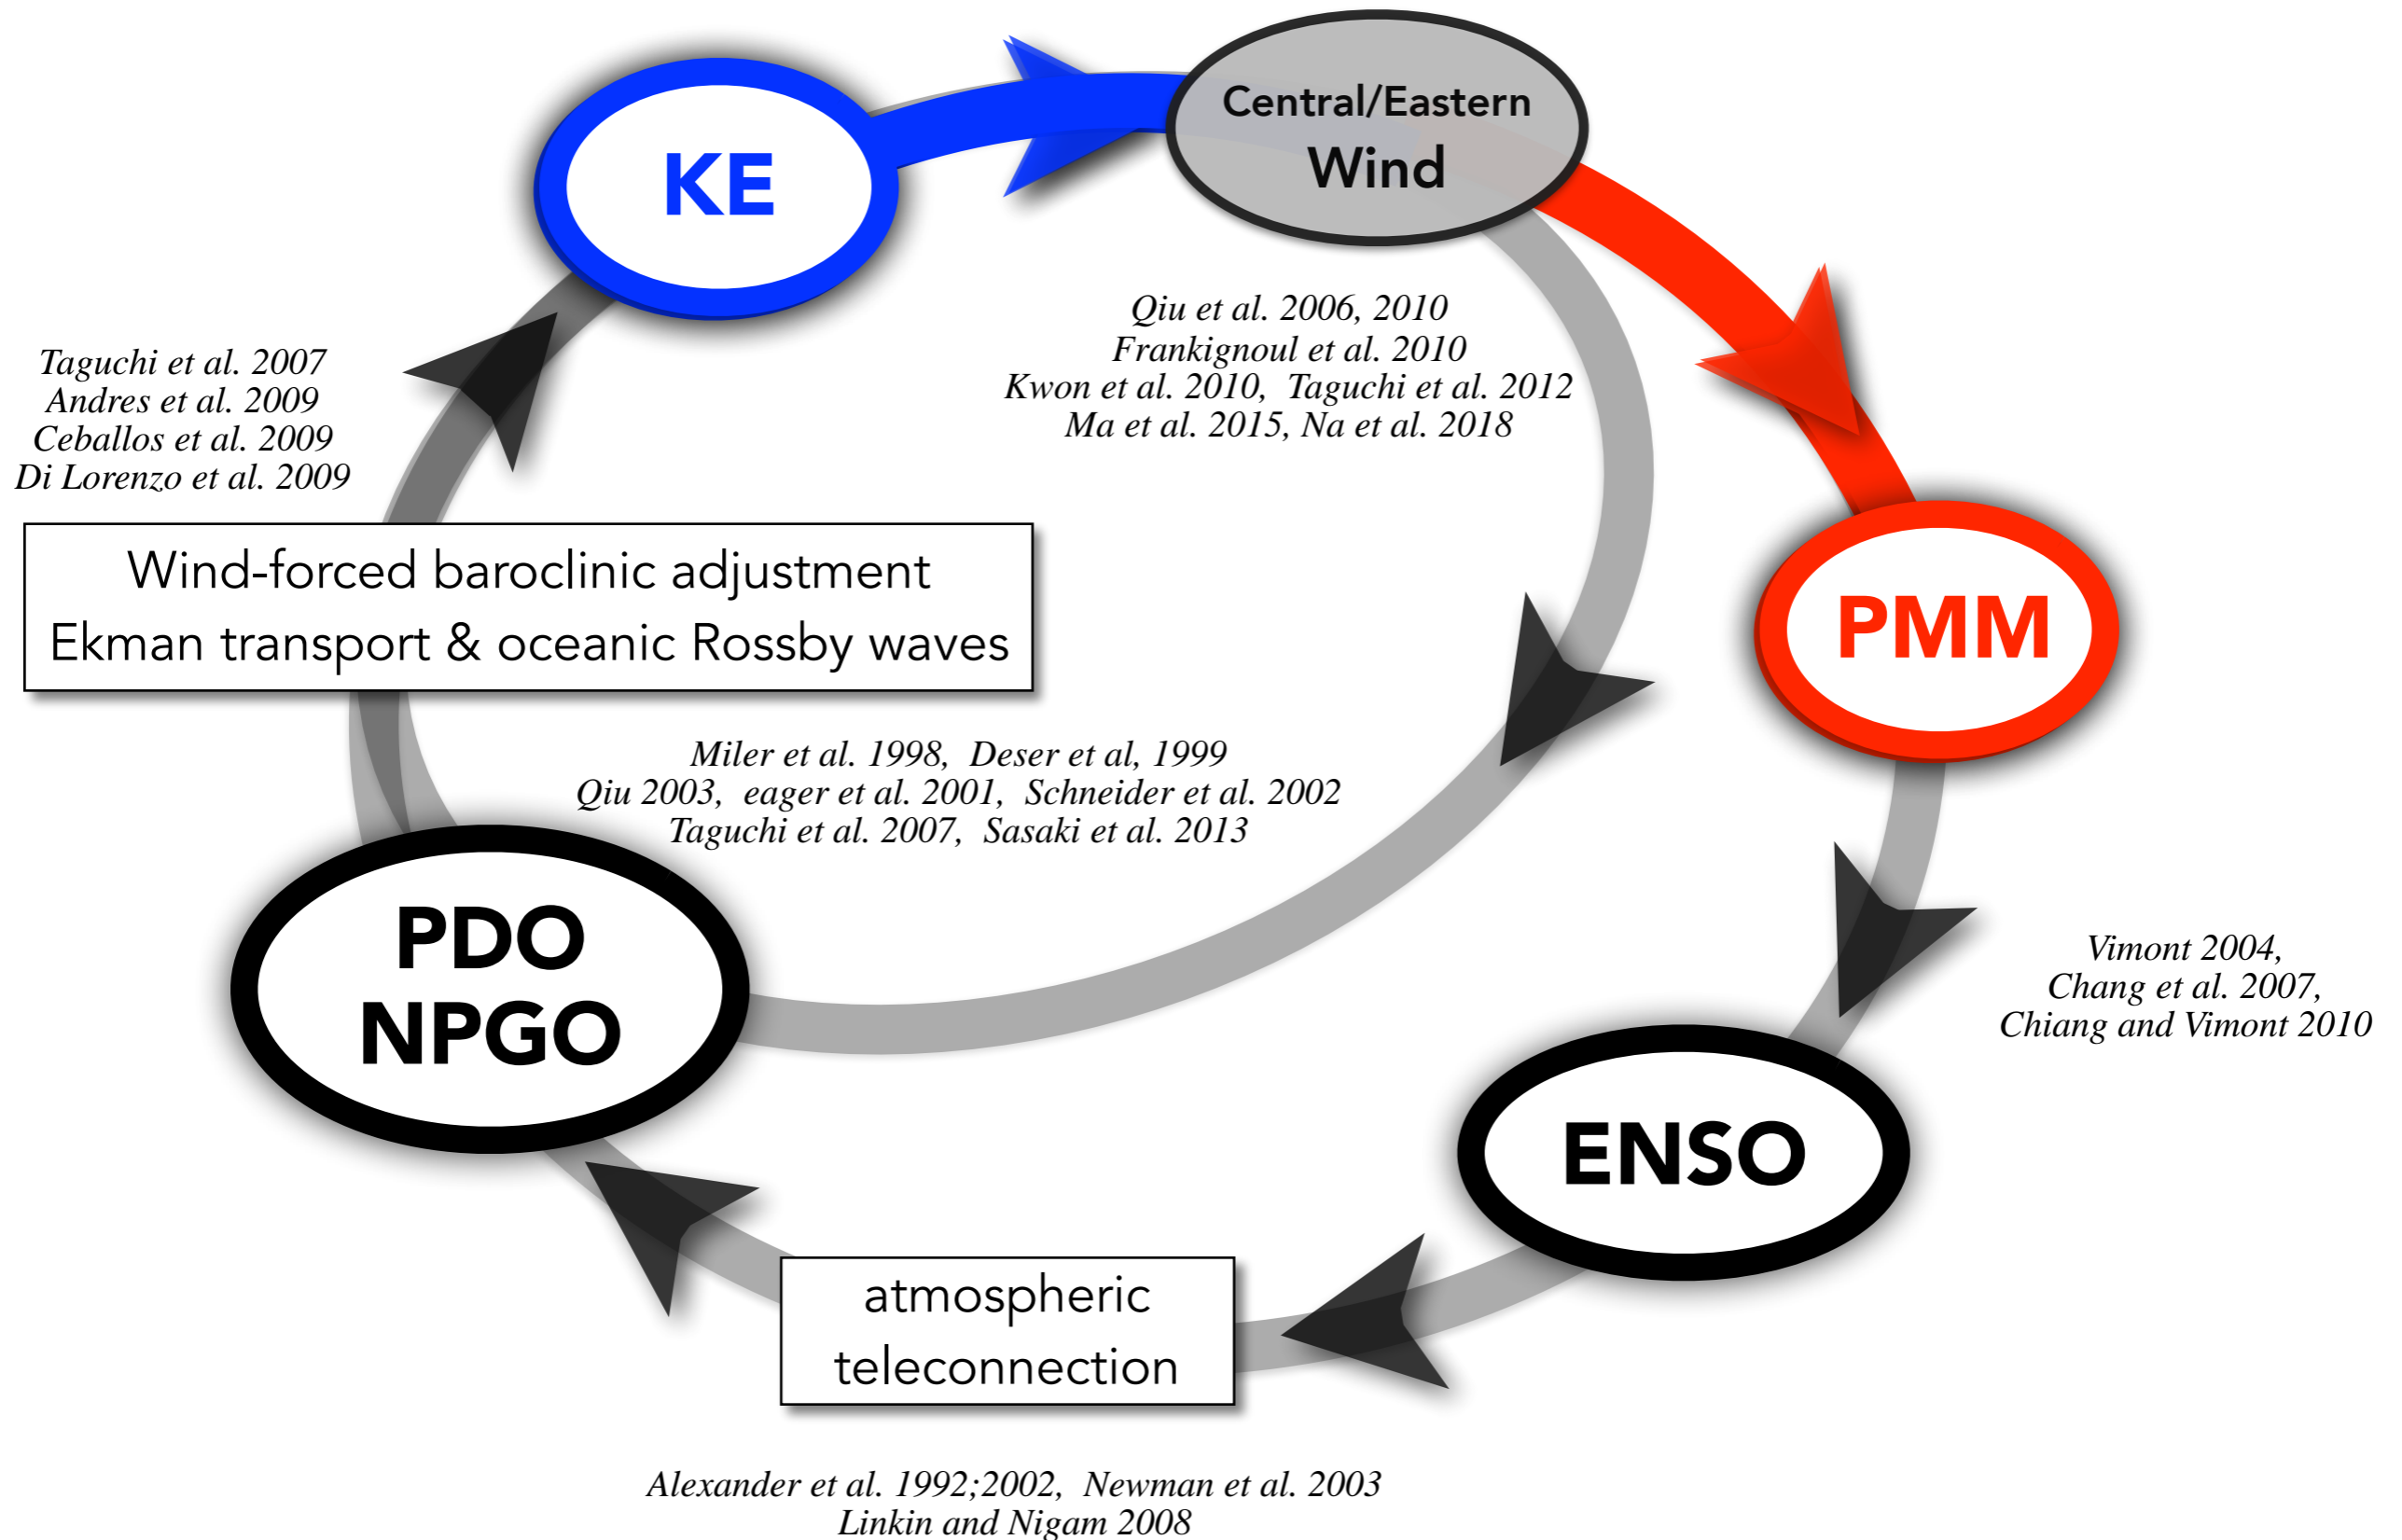 KE
Central/Eastern
Wind
Qiu et al. 2006, 2010
Frankignoul et al. 2010
Kwon et al. 2010, Taguchi et al. 2012
Ma et al. 2015, Na et al. 2018
Taguchi et al. 2007
Andres et al. 2009
Ceballos et al. 2009
Di Lorenzo et al. 2009
Wind-forced baroclinic adjustment
Ekman transport & oceanic Rossby waves
PMM
Miler et al. 1998, Deser et al, 1999
Qiu 2003, eager et al. 2001, Schneider et al. 2002
Taguchi et al. 2007, Sasaki et al. 2013
PDO
NPGO
Vimont 2004,
Chang et al. 2007,
Chiang and Vimont 2010
ENSO
atmospheric
teleconnection
Alexander et al. 1992;2002, Newman et al. 2003
Linkin and Nigam 2008